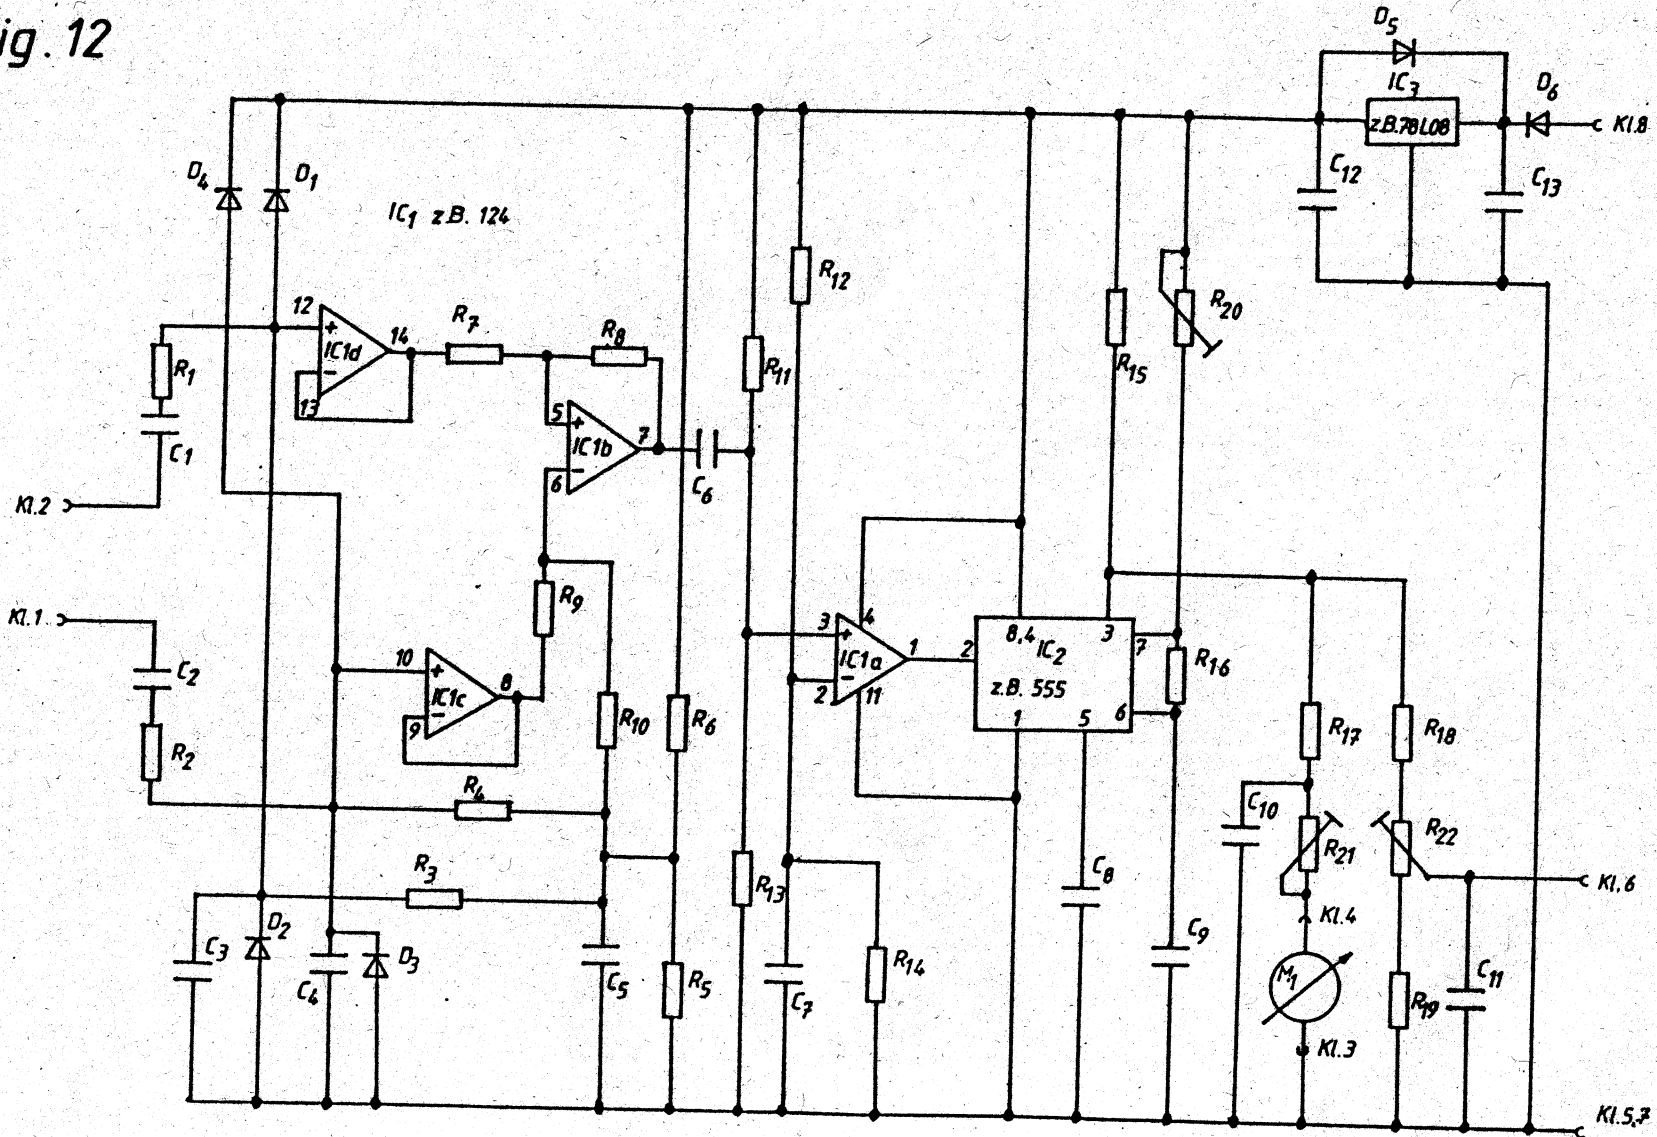 ig. 12
D5
IC3
D6
z.B.78L08
Kl.8
C12
C13
D4
D1
IC1 z.B. 124
R12
R20
12
+
IC1d
-
13
14
R7
R8
R1
C1
R11
R15
5
+
IC1b
-
6
7
C6
Kl.2
R9
Kl.1
C2
R2
10
+
IC1c
-
9
8
R10
R6
3
+
4
IC1a
-
2
11
1
2
8,4
IC2
3
7
z.B. 555
1
5
6
R16
R17
R18
R4
C10
R21
R22
R3
R13
C8
Kl.6
Kl.4
C3
D2
C4
D3
C5
R5
C7
R14
C9
M1
R19
C11
Kl.3
Kl.5,7